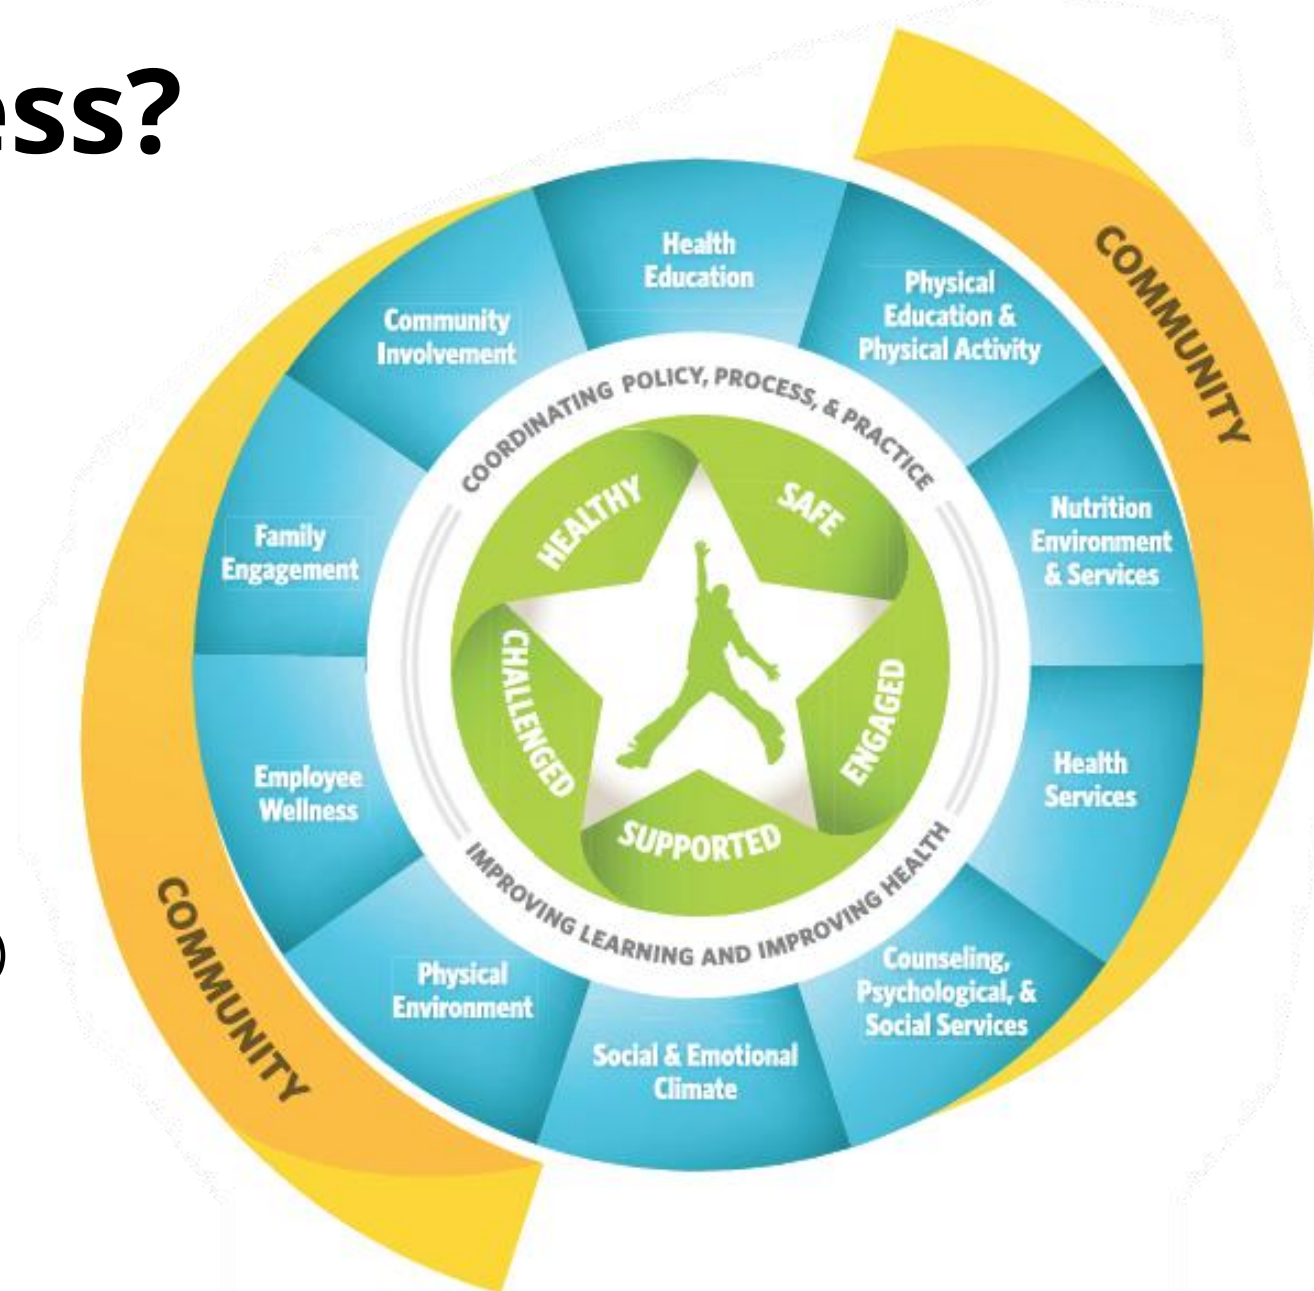 ess?
Health
Education
Physical
Education &
Physical Activity
Nutrition
Environment
& Services
Health
Services
Counseling,
Psychological, &
Social Services
Social & Emotional
Climate
Physical
Environment
Employee
Wellness
Family
Engagement
Community
Involvement
COMMUNITY
COMMUNITY
COORDINATING POLICY, PROCESS, & PRACTICE
IMPROVING LEARNING AND IMPROVING HEALTH
HEALTHY
SAFE
ENGAGED
SUPPORTED
CHALLENGED
)